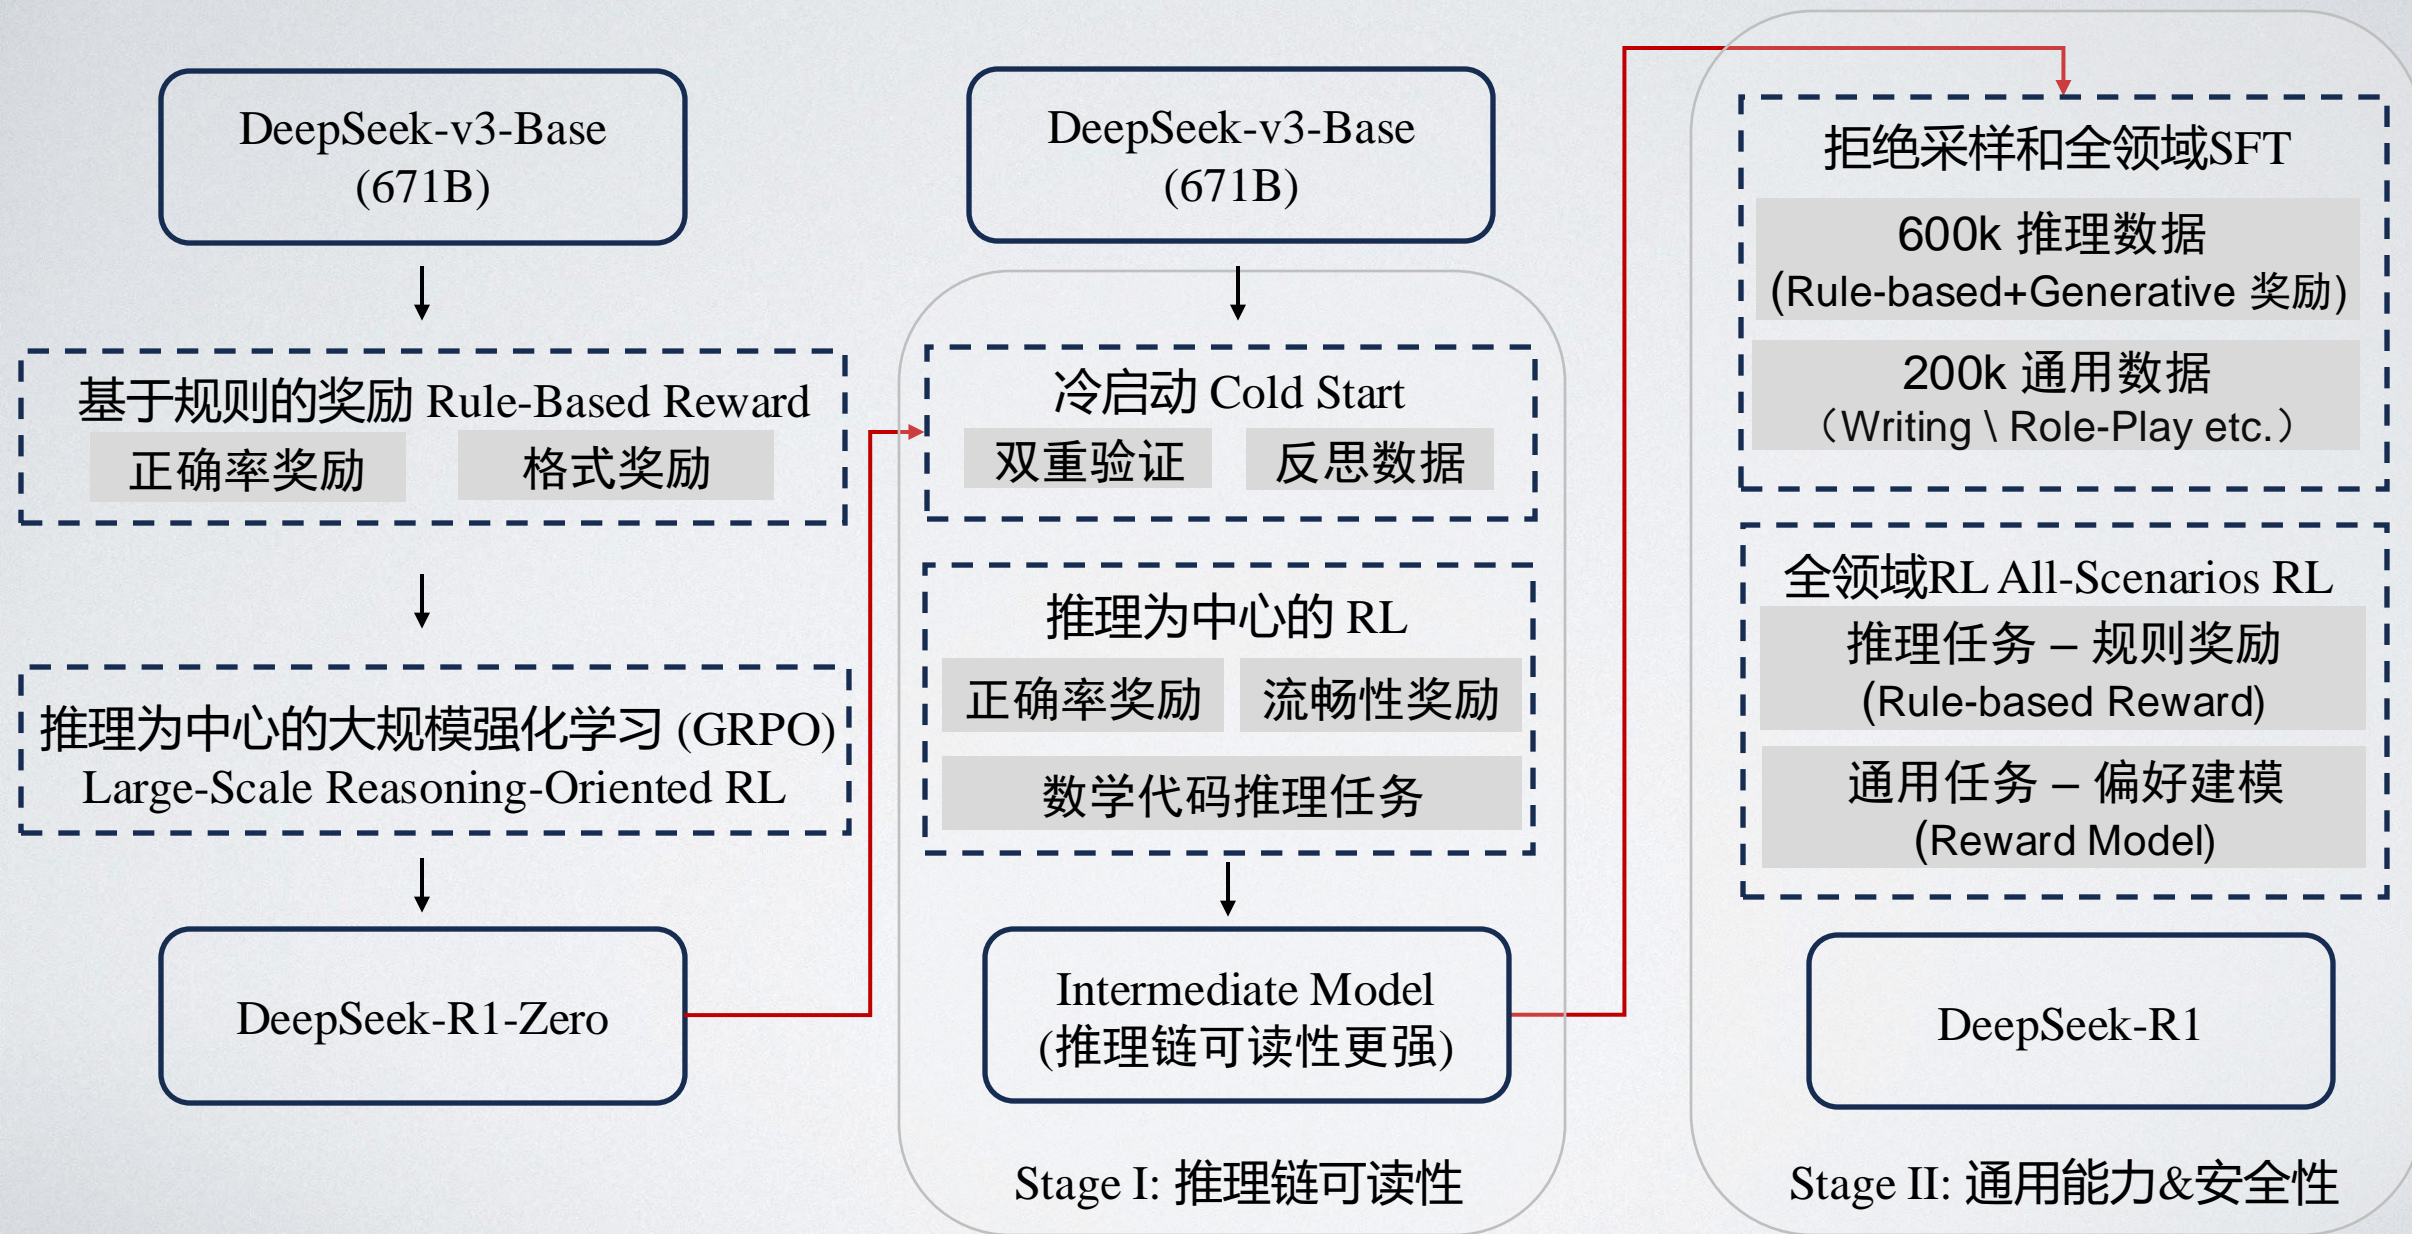 DeepSeek-v3-Base
(671B)
基于规则的奖励 Rule-Based Reward
正确率奖励
格式奖励
推理为中心的大规模强化学习 (GRPO)
Large-Scale Reasoning-Oriented RL
DeepSeek-R1-Zero
DeepSeek-v3-Base
(671B)
冷启动 Cold Start
双重验证
反思数据
推理为中心的 RL
正确率奖励
流畅性奖励
数学代码推理任务
Intermediate Model
(推理链可读性更强)
Stage I: 推理链可读性
拒绝采样和全领域SFT
600k 推理数据
(Rule-based+Generative 奖励)
200k 通用数据
（Writing \ Role-Play etc.）
全领域RL All-Scenarios RL
推理任务 – 规则奖励
(Rule-based Reward)
通用任务 – 偏好建模
(Reward Model)
DeepSeek-R1
Stage II: 通用能力&安全性